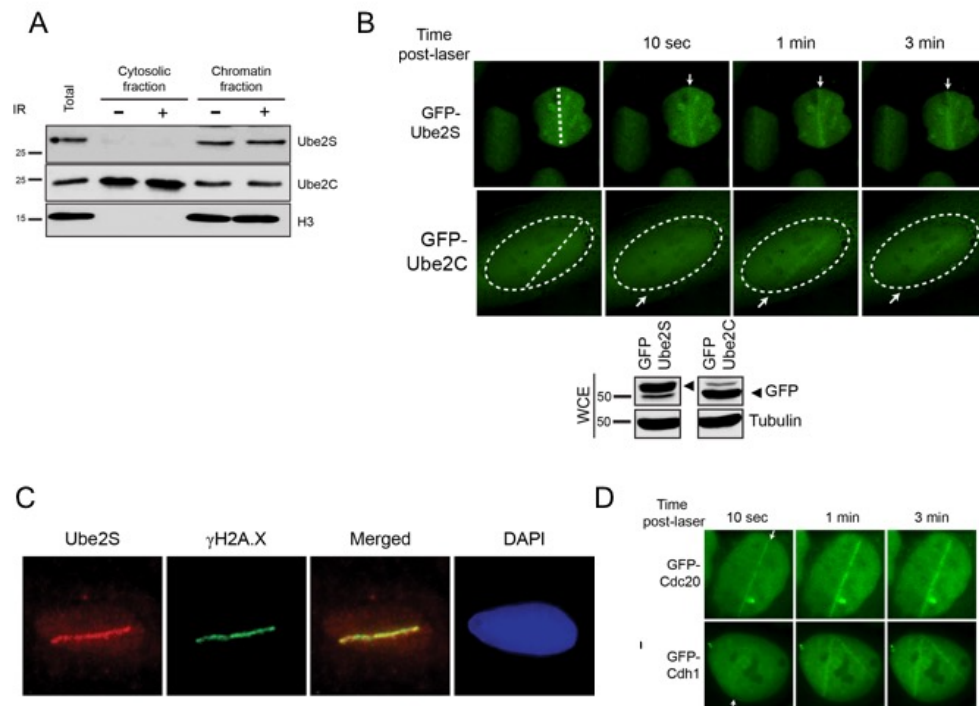 A
IR
Total
Cytosolic
fraction
Chromatin
fraction
– + – +
25
Ube2S
25
Ube2C
15
H3
B
Time
post-laser
10 sec 1 min 3 min
GFP-
Ube2S
GFP-
Ube2C
GFP
Ube2S
GFP
Ube2C
WCE
50
GFP
50
Tubulin
C
Ube2S γH2A.X Merged DAPI
D
Time
post-laser
10 sec 1 min 3 min
GFP-
Cdc20
GFP-
Cdh1